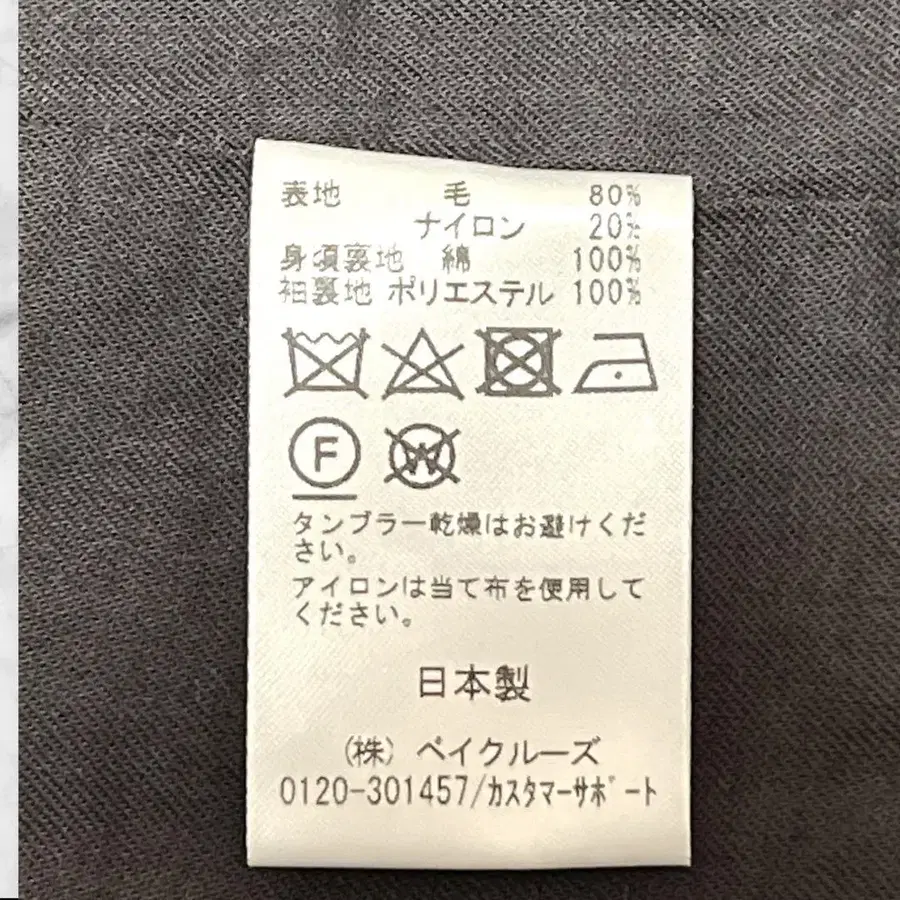 表地 毛 80%
ナイロン 20%
身頃裏地 綿 100%
袖裏地 ポリエステル 100%
F
W
タンブラー乾燥はお避けくだ
さい。
アイロンは当て布を使用して
ください。
日本製
(株) ベイクルーズ
0120-301457/カスタマーサポート